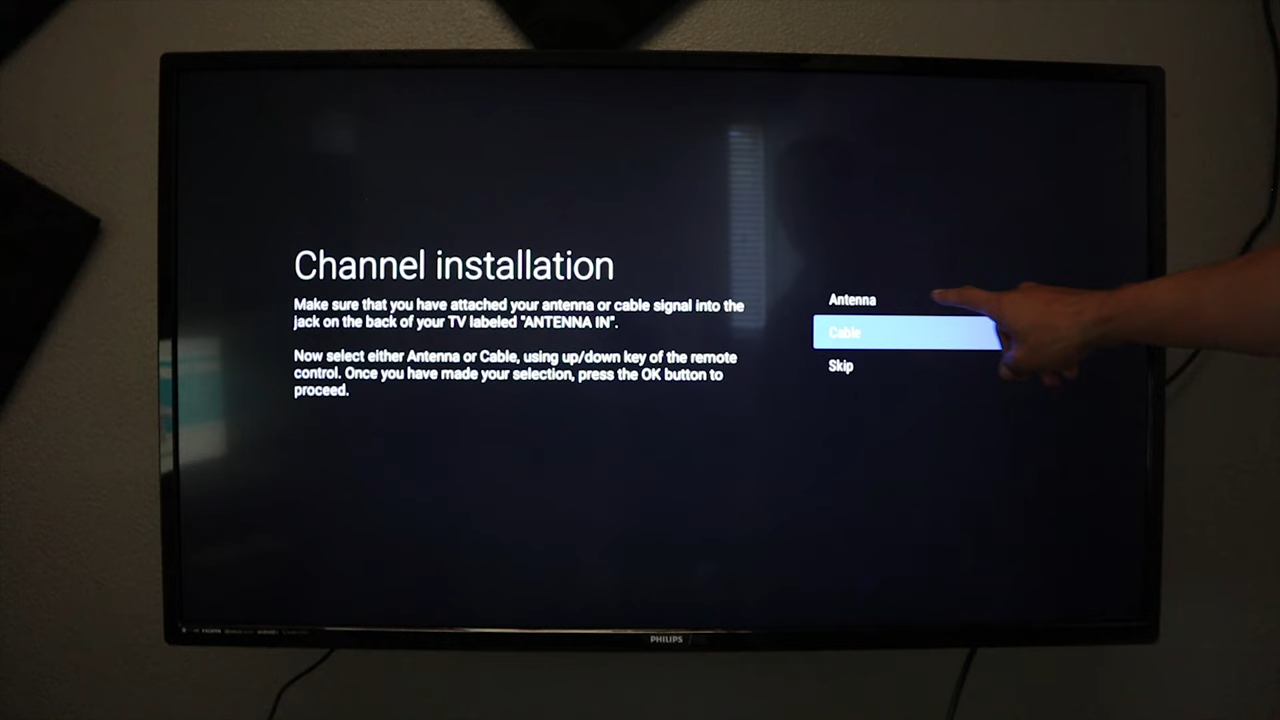 Channel installation
Make sure that you have attached your antenna or cable signal into the
jack on the back of your TV labeled "ANTENNA IN".
Now select either Antenna or Cable, using up/down key of the remote
control. Once you have made your selection, press the OK button to
proceed.
Antenna
Cable
Skip
HDMI
PHILIPS